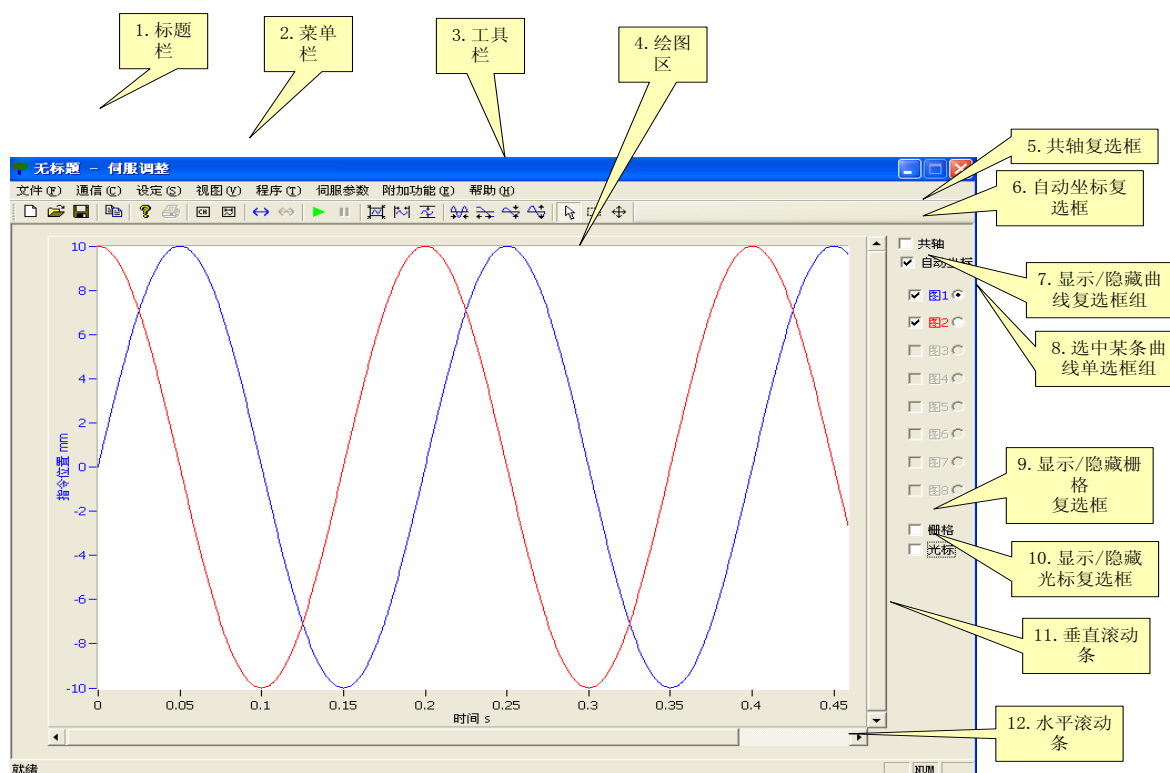 1.标题
栏
2.菜单
栏
3.工具
栏
4.绘图
区
5.共轴复选框
6.自动坐标复
选框
7.显示/隐藏曲
线复选框组
8.选中某条曲
线单选框组
9.显示/隐藏栅
格
复选框
10.显示/隐藏
光标复选框
11.垂直滚动
条
12.水平滚动
条
无标题 - 伺服调整
文件(F) 通信(C) 设定(S) 视图(V) 程序(T) 伺服参数 附加功能(E) 帮助(H)
CH
共轴
自动坐标
图1
图2
图3
图4
图5
图6
图7
图8
栅格
光标
指令位置 mm
10
8
6
4
2
0
-2
-4
-6
-8
-10
0 0.05 0.1 0.15 0.2 0.25 0.3 0.35 0.4 0.45
时间 s
就绪
NUM